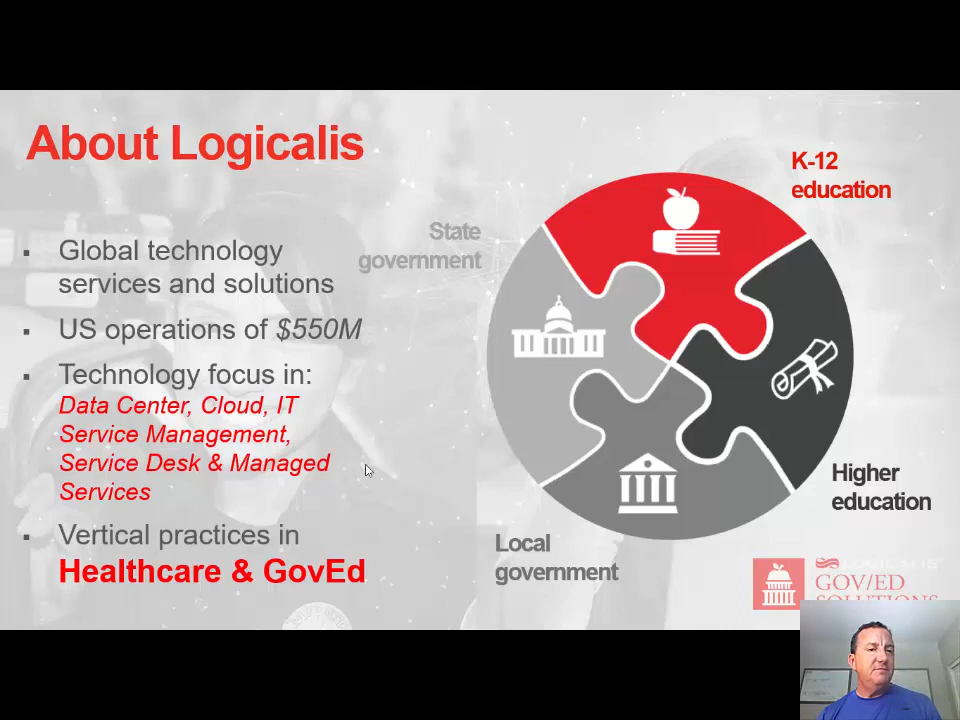 About Logicalis
Global technology
services and solutions
US operations of $550M
Technology focus in:
Data Center, Cloud, IT
Service Management,
Service Desk & Managed
Services
Vertical practices in
Healthcare & GovEd
K-12
education
State
government
Higher
education
Local
government
LOGICALIS
GOV/ED
SOLUTIONS